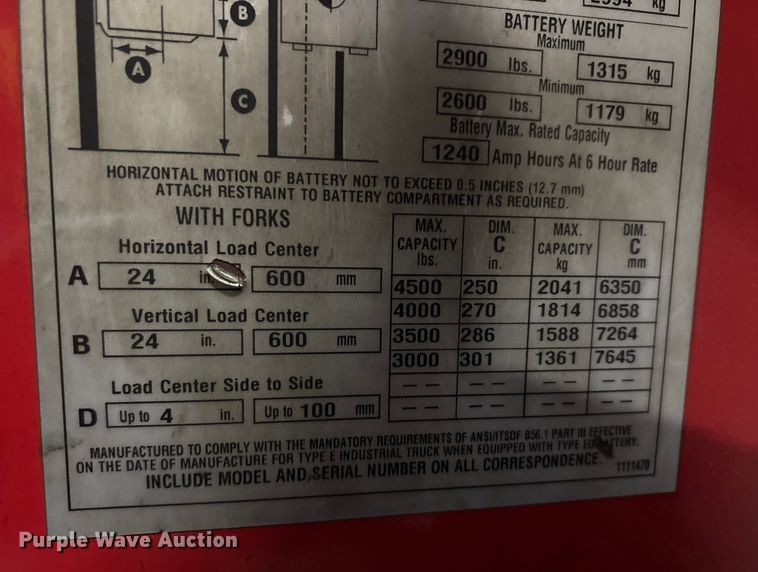 B
A
C
2994 kg
BATTERY WEIGHT
Maximum
2900 lbs. 1315 kg
Minimum
2600 lbs. 1179 kg
Battery Max. Rated Capacity
1240 Amp Hours At 6 Hour Rate
HORIZONTAL MOTION OF BATTERY NOT TO EXCEED 0.5 INCHES (12.7 mm)
ATTACH RESTRAINT TO BATTERY COMPARTMENT AS REQUIRED.
WITH FORKS
Horizontal Load Center
A 24 in. 600 mm
Vertical Load Center
B 24 in. 600 mm
Load Center Side to Side
D Up to 4 in. Up to 100 mm
MAX. CAPACITY lbs. DIM. C in. MAX. CAPACITY kg DIM. C mm
4500 250 2041 6350
4000 270 1814 6858
3500 286 1588 7264
3000 301 1361 7645
— — — — — — — —
— — — — — — — —
MANUFACTURED TO COMPLY WITH THE MANDATORY REQUIREMENTS OF ANSI/ITSDF B56.1 PART III EFFECTIVE
ON THE DATE OF MANUFACTURE FOR TYPE E INDUSTRIAL TRUCK WHEN EQUIPPED WITH TYPE
INCLUDE MODEL AND SERIAL NUMBER ON ALL CORRESPONDENCE.
1111470
Purple Wave Auction